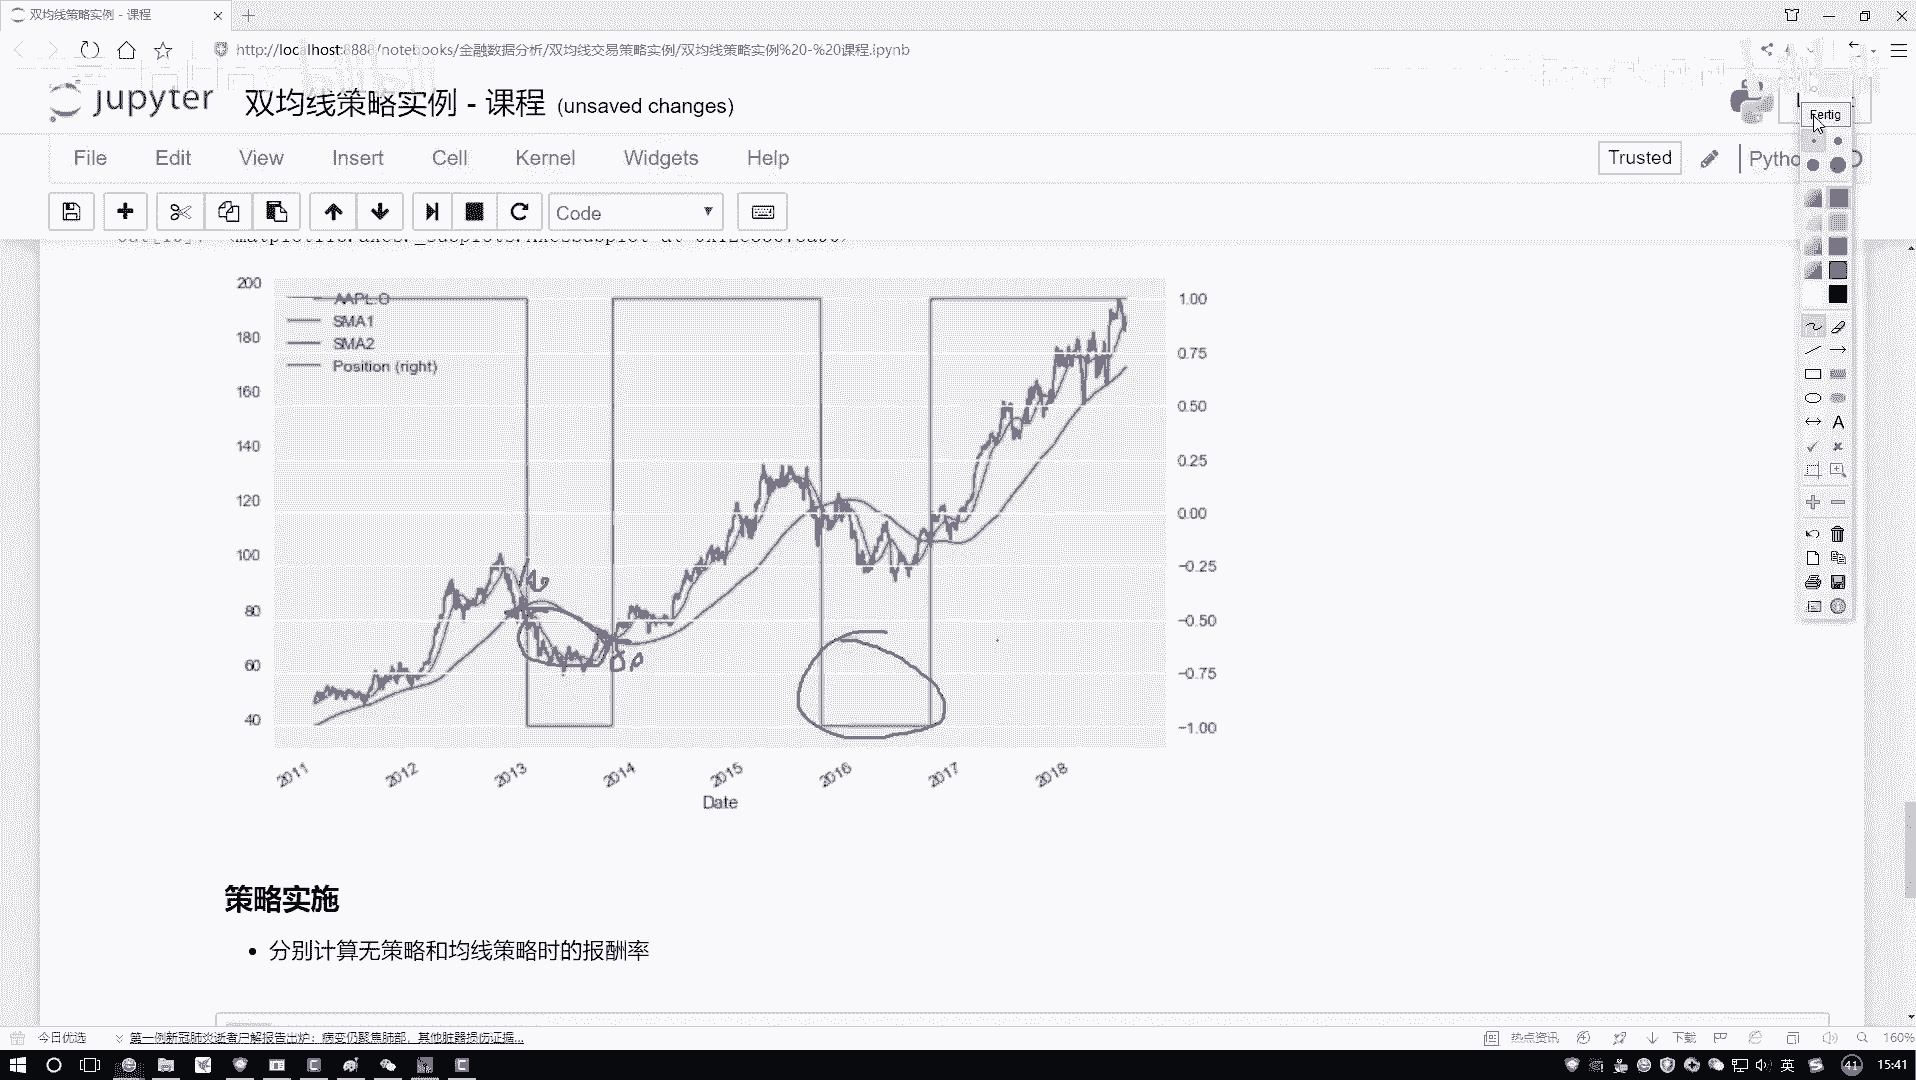 双均线策略实例 - 课程
http://localhost:8888/notebooks/金融数据分析/双均线交易策略实例/双均线策略实例%20-%20课程.ipynb
jupyter 双均线策略实例 - 课程 (unsaved changes)
Fertig
File Edit View Insert Cell Kernel Widgets Help
Trusted
Code
200
180
160
140
120
100
80
60
40
AAPL.O
SMA1
SMA2
Position (right)
1.00
0.75
0.50
0.25
0.00
−0.25
−0.50
−0.75
−1.00
2011 2012 2013 2014 2015 2016 2017 2018
Date
策略实施
分别计算无策略和均线策略时的报酬率
今日优选
第一例新冠肺炎逝者尸解报告出炉：病变仍聚焦肺部，其他脏器损伤证据...
热点资讯
下载
160%
英
41
15:41